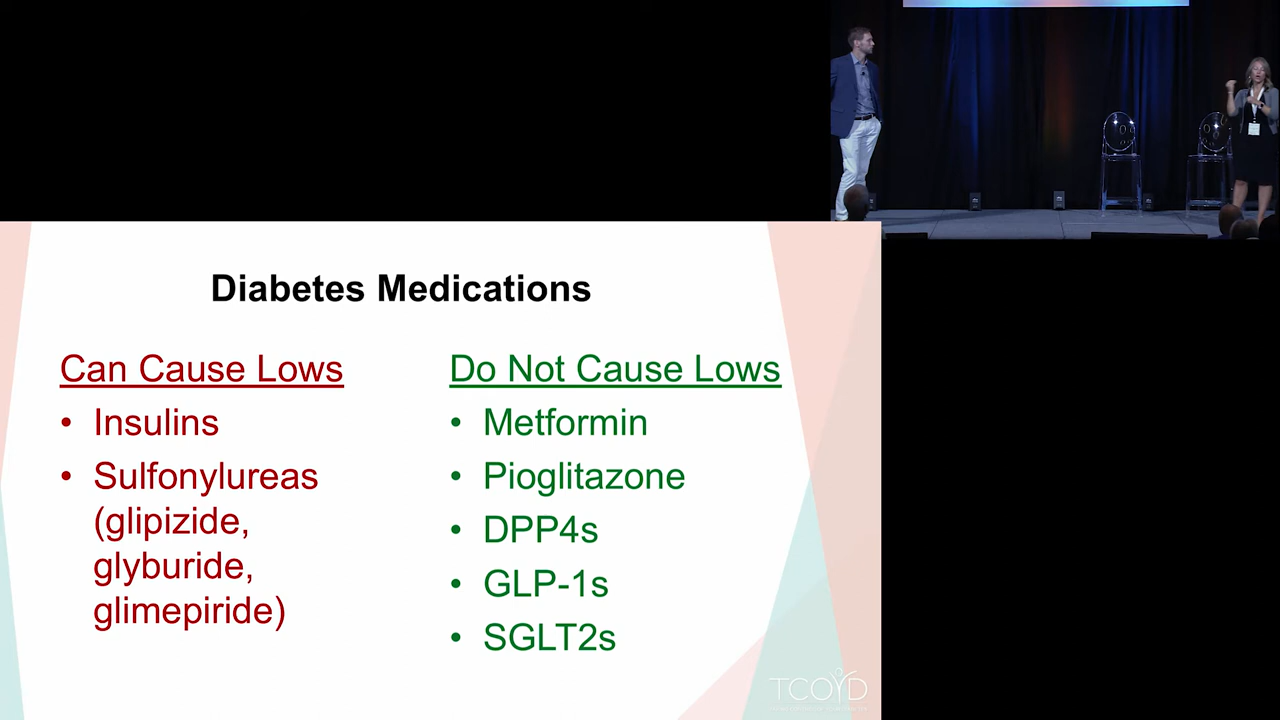 Diabetes Medications
Can Cause Lows
• Insulins
• Sulfonylureas
(glipizide,
glyburide,
glimepiride)
Do Not Cause Lows
• Metformin
• Pioglitazone
• DPP4s
• GLP-1s
• SGLT2s
TCOYD